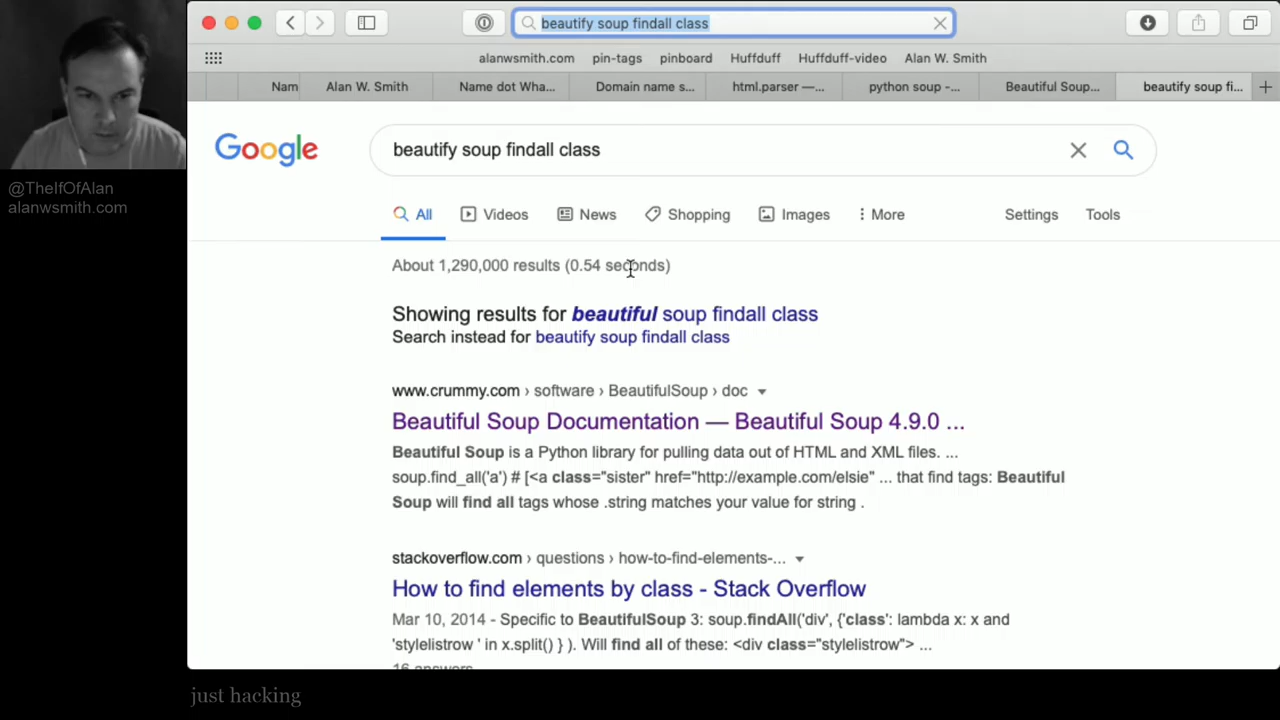 beautify soup findall class
alanwsmith.com pin-tags pinboard Huffduff Huffduff-video Alan W. Smith
Nam Alan W. Smith Name dot Wha... Domain name s... html.parser —... python soup -... Beautiful Soup... beautify soup fi...
Google beautify soup findall class
@TheIfOfAlan
alanwsmith.com
All Videos News Shopping Images More Settings Tools
About 1,290,000 results (0.54 seconds)
Showing results for beautiful soup findall class
Search instead for beautify soup findall class
www.crummy.com › software › BeautifulSoup › doc
Beautiful Soup Documentation — Beautiful Soup 4.9.0 ...
Beautiful Soup is a Python library for pulling data out of HTML and XML files. ...
soup.find_all('a') # [<a class="sister" href="http://example.com/elsie" ... that find tags: Beautiful
Soup will find all tags whose .string matches your value for string .
stackoverflow.com › questions › how-to-find-elements-...
How to find elements by class - Stack Overflow
Mar 10, 2014 - Specific to BeautifulSoup 3: soup.findAll('div', {'class': lambda x: x and
'stylelistrow ' in x.split() } ). Will find all of these: <div class="stylelistrow"> ...
16 answers
just hacking